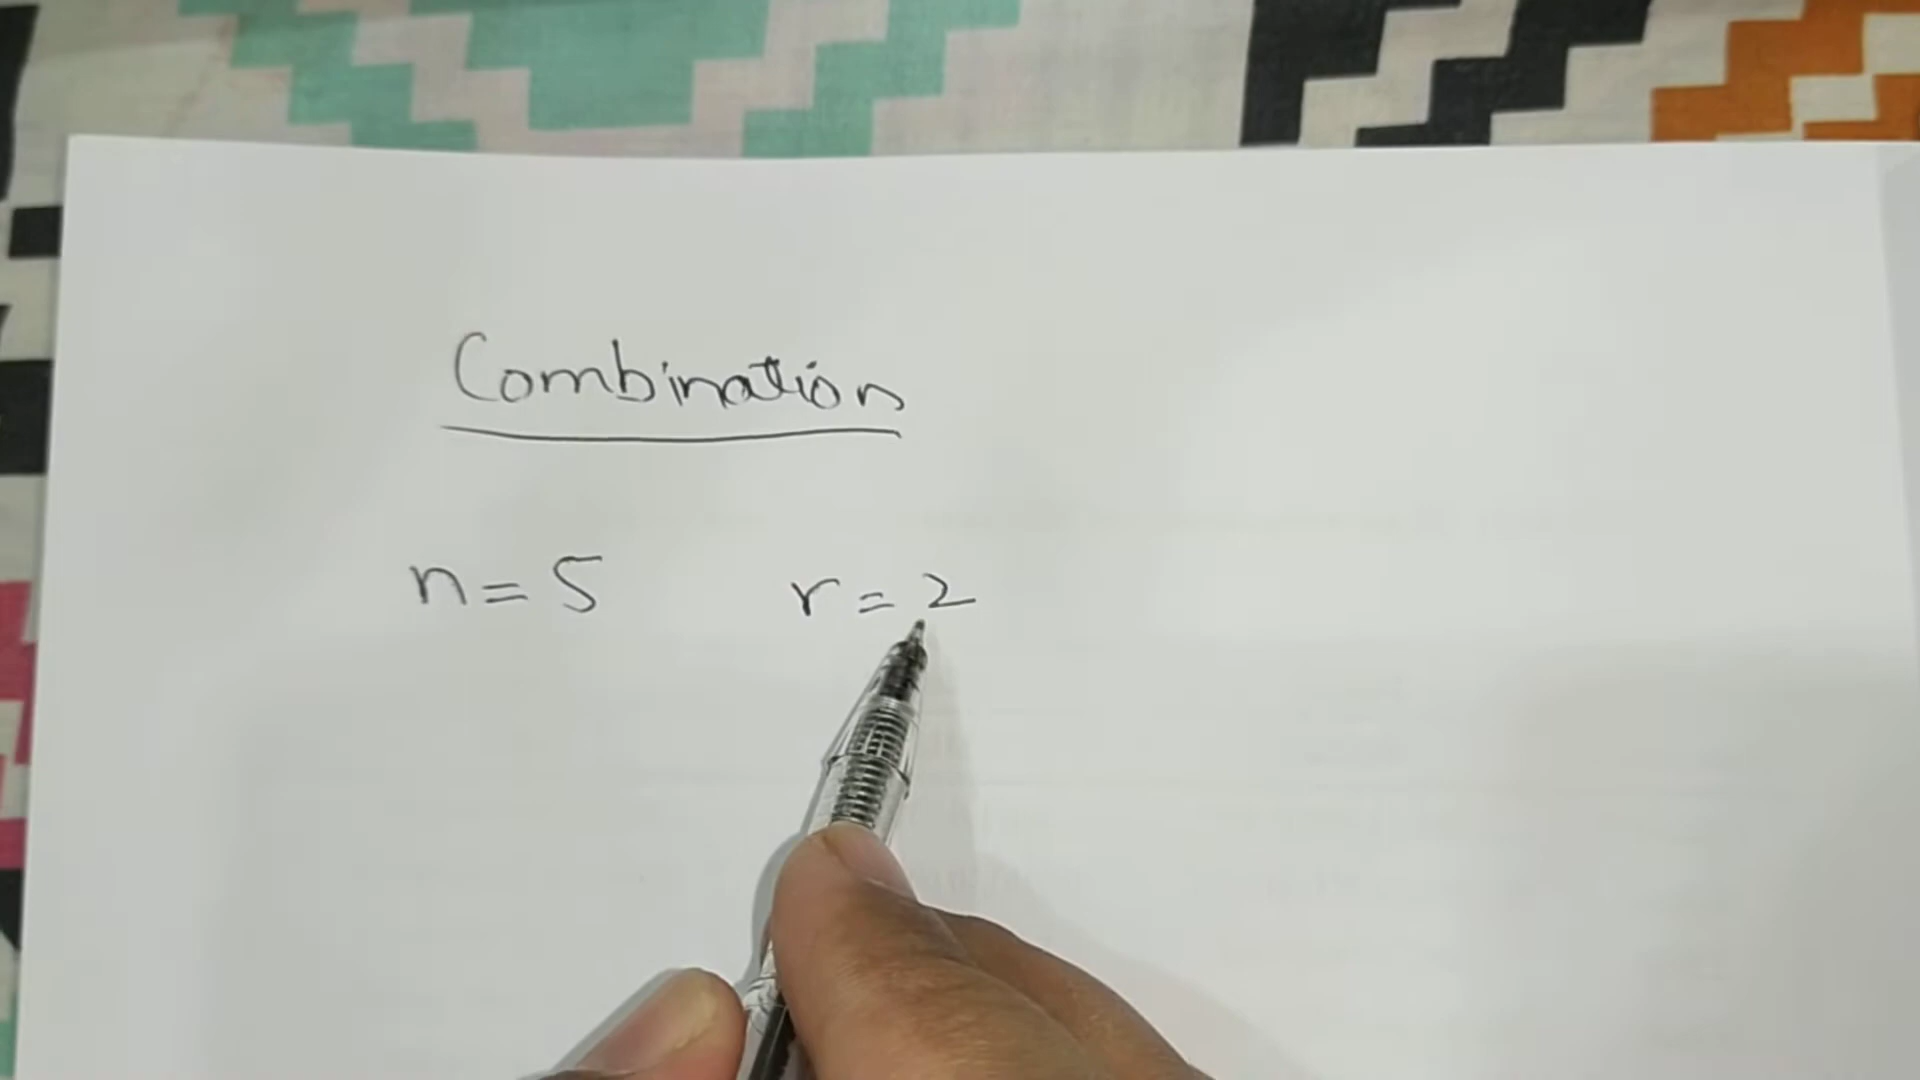 Combination
n = 5 r = 2